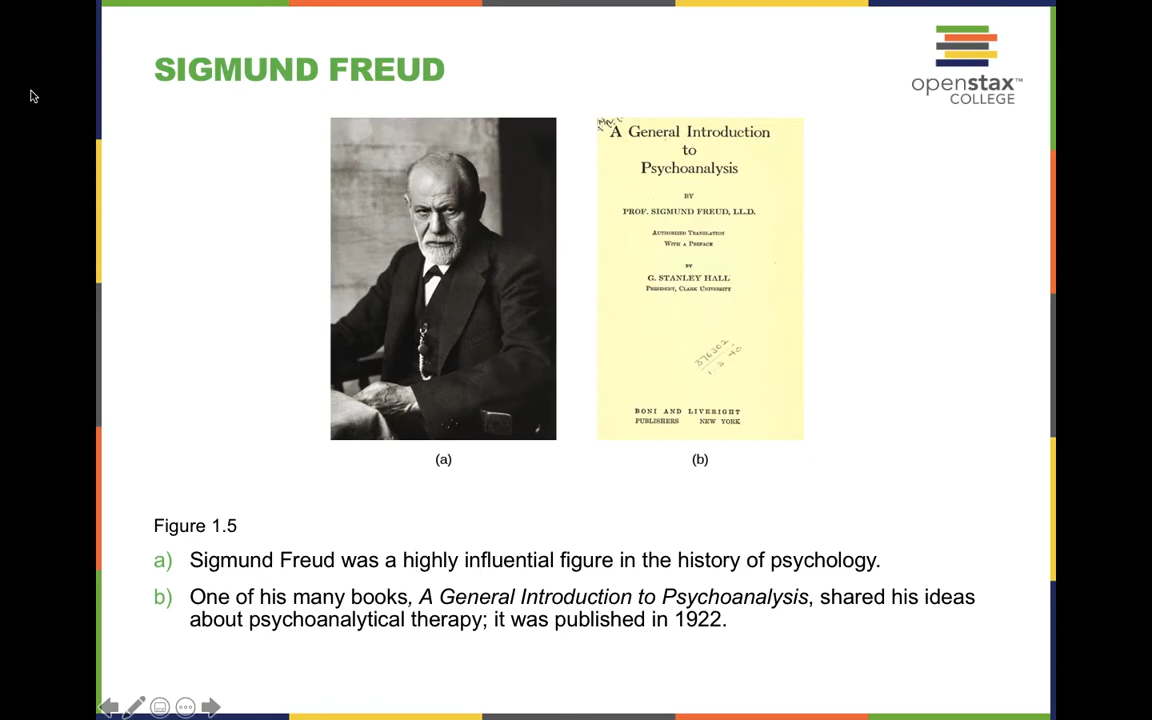 SIGMUND FREUD
openstax™
COLLEGE
A General Introduction
to
Psychoanalysis
BY
PROF. SIGMUND FREUD, LL.D.
AUTHORIZED TRANSLATION
WITH A PREFACE
BY
G. STANLEY HALL
PRESIDENT, CLARK UNIVERSITY
376302
BONI AND LIVERIGHT
PUBLISHERS NEW YORK
(a)
(b)
Figure 1.5
a) Sigmund Freud was a highly influential figure in the history of psychology.
b) One of his many books, A General Introduction to Psychoanalysis, shared his ideas
about psychoanalytical therapy; it was published in 1922.